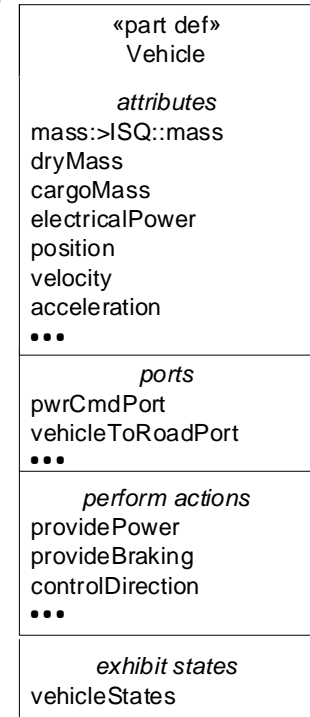 «part def»
Vehicle
attributes
mass:>ISQ::mass
dryMass
cargoMass
electricalPower
position
velocity
acceleration
•••
ports
pwrCmdPort
vehicleToRoadPort
•••
perform actions
providePower
provideBraking
controlDirection
•••
exhibit states
vehicleStates